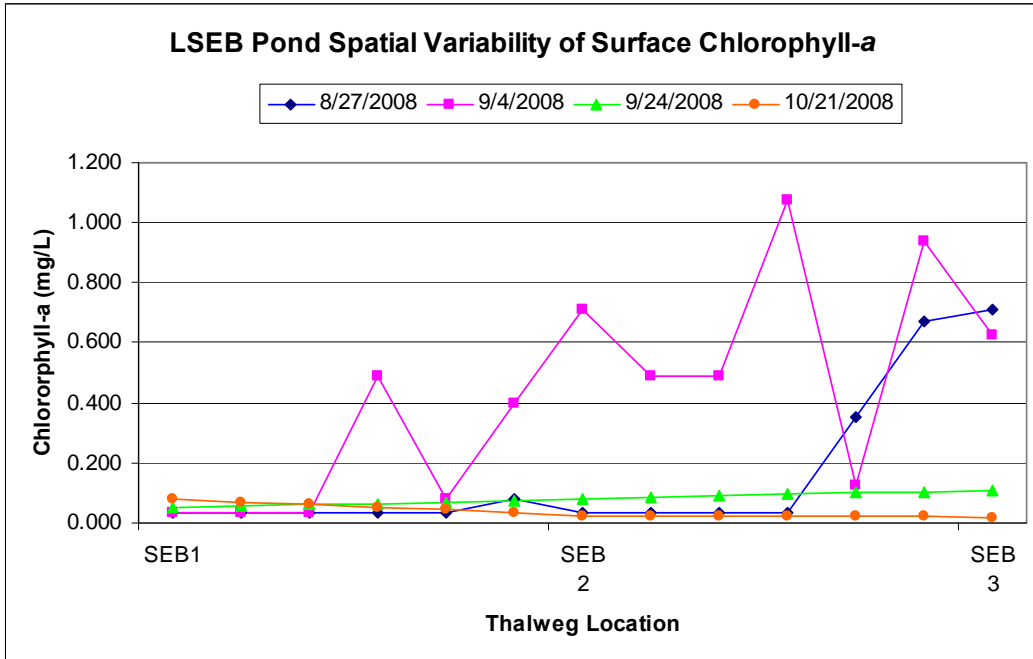 LSEB Pond Spatial Variability of Surface Chlorophyll-a
8/27/2008 9/4/2008 9/24/2008 10/21/2008
Chlororphyll-a (mg/L)
1.200
1.000
0.800
0.600
0.400
0.200
0.000
SEB1
SEB
2
SEB
3
Thalweg Location